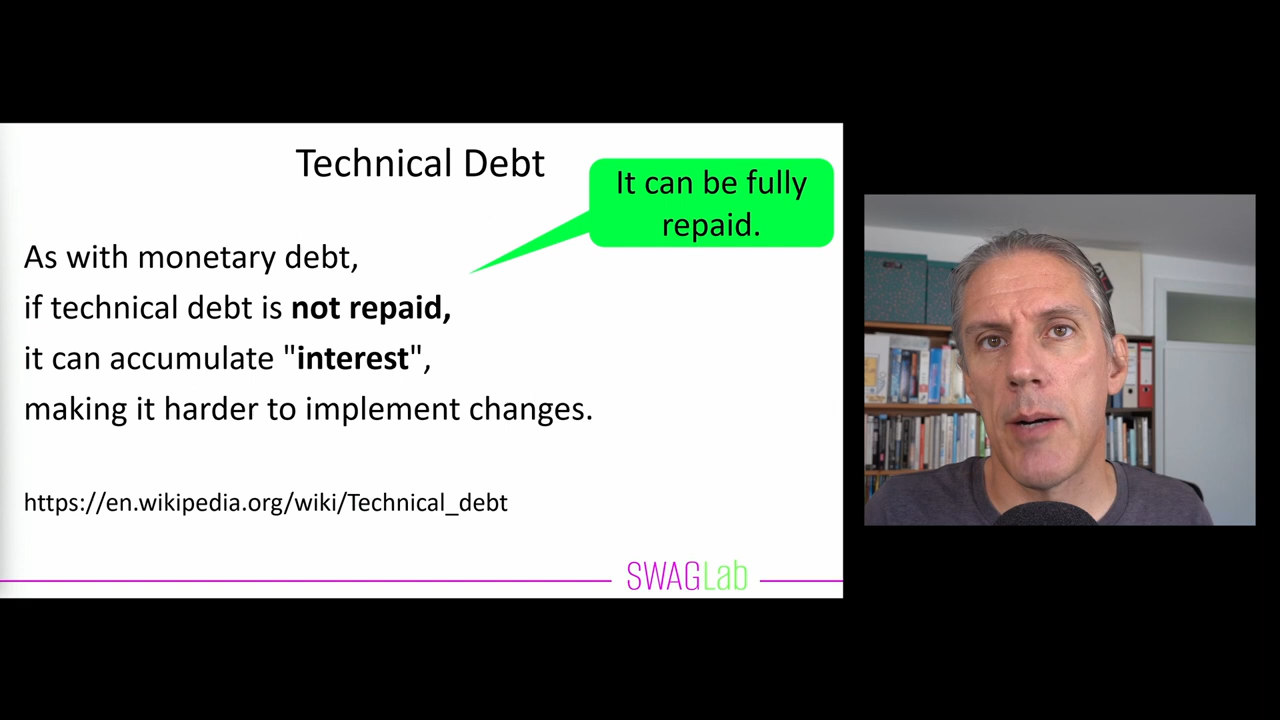 Technical Debt
It can be fully
repaid.
As with monetary debt,
if technical debt is not repaid,
it can accumulate "interest",
making it harder to implement changes.
https://en.wikipedia.org/wiki/Technical_debt
SWAGLab